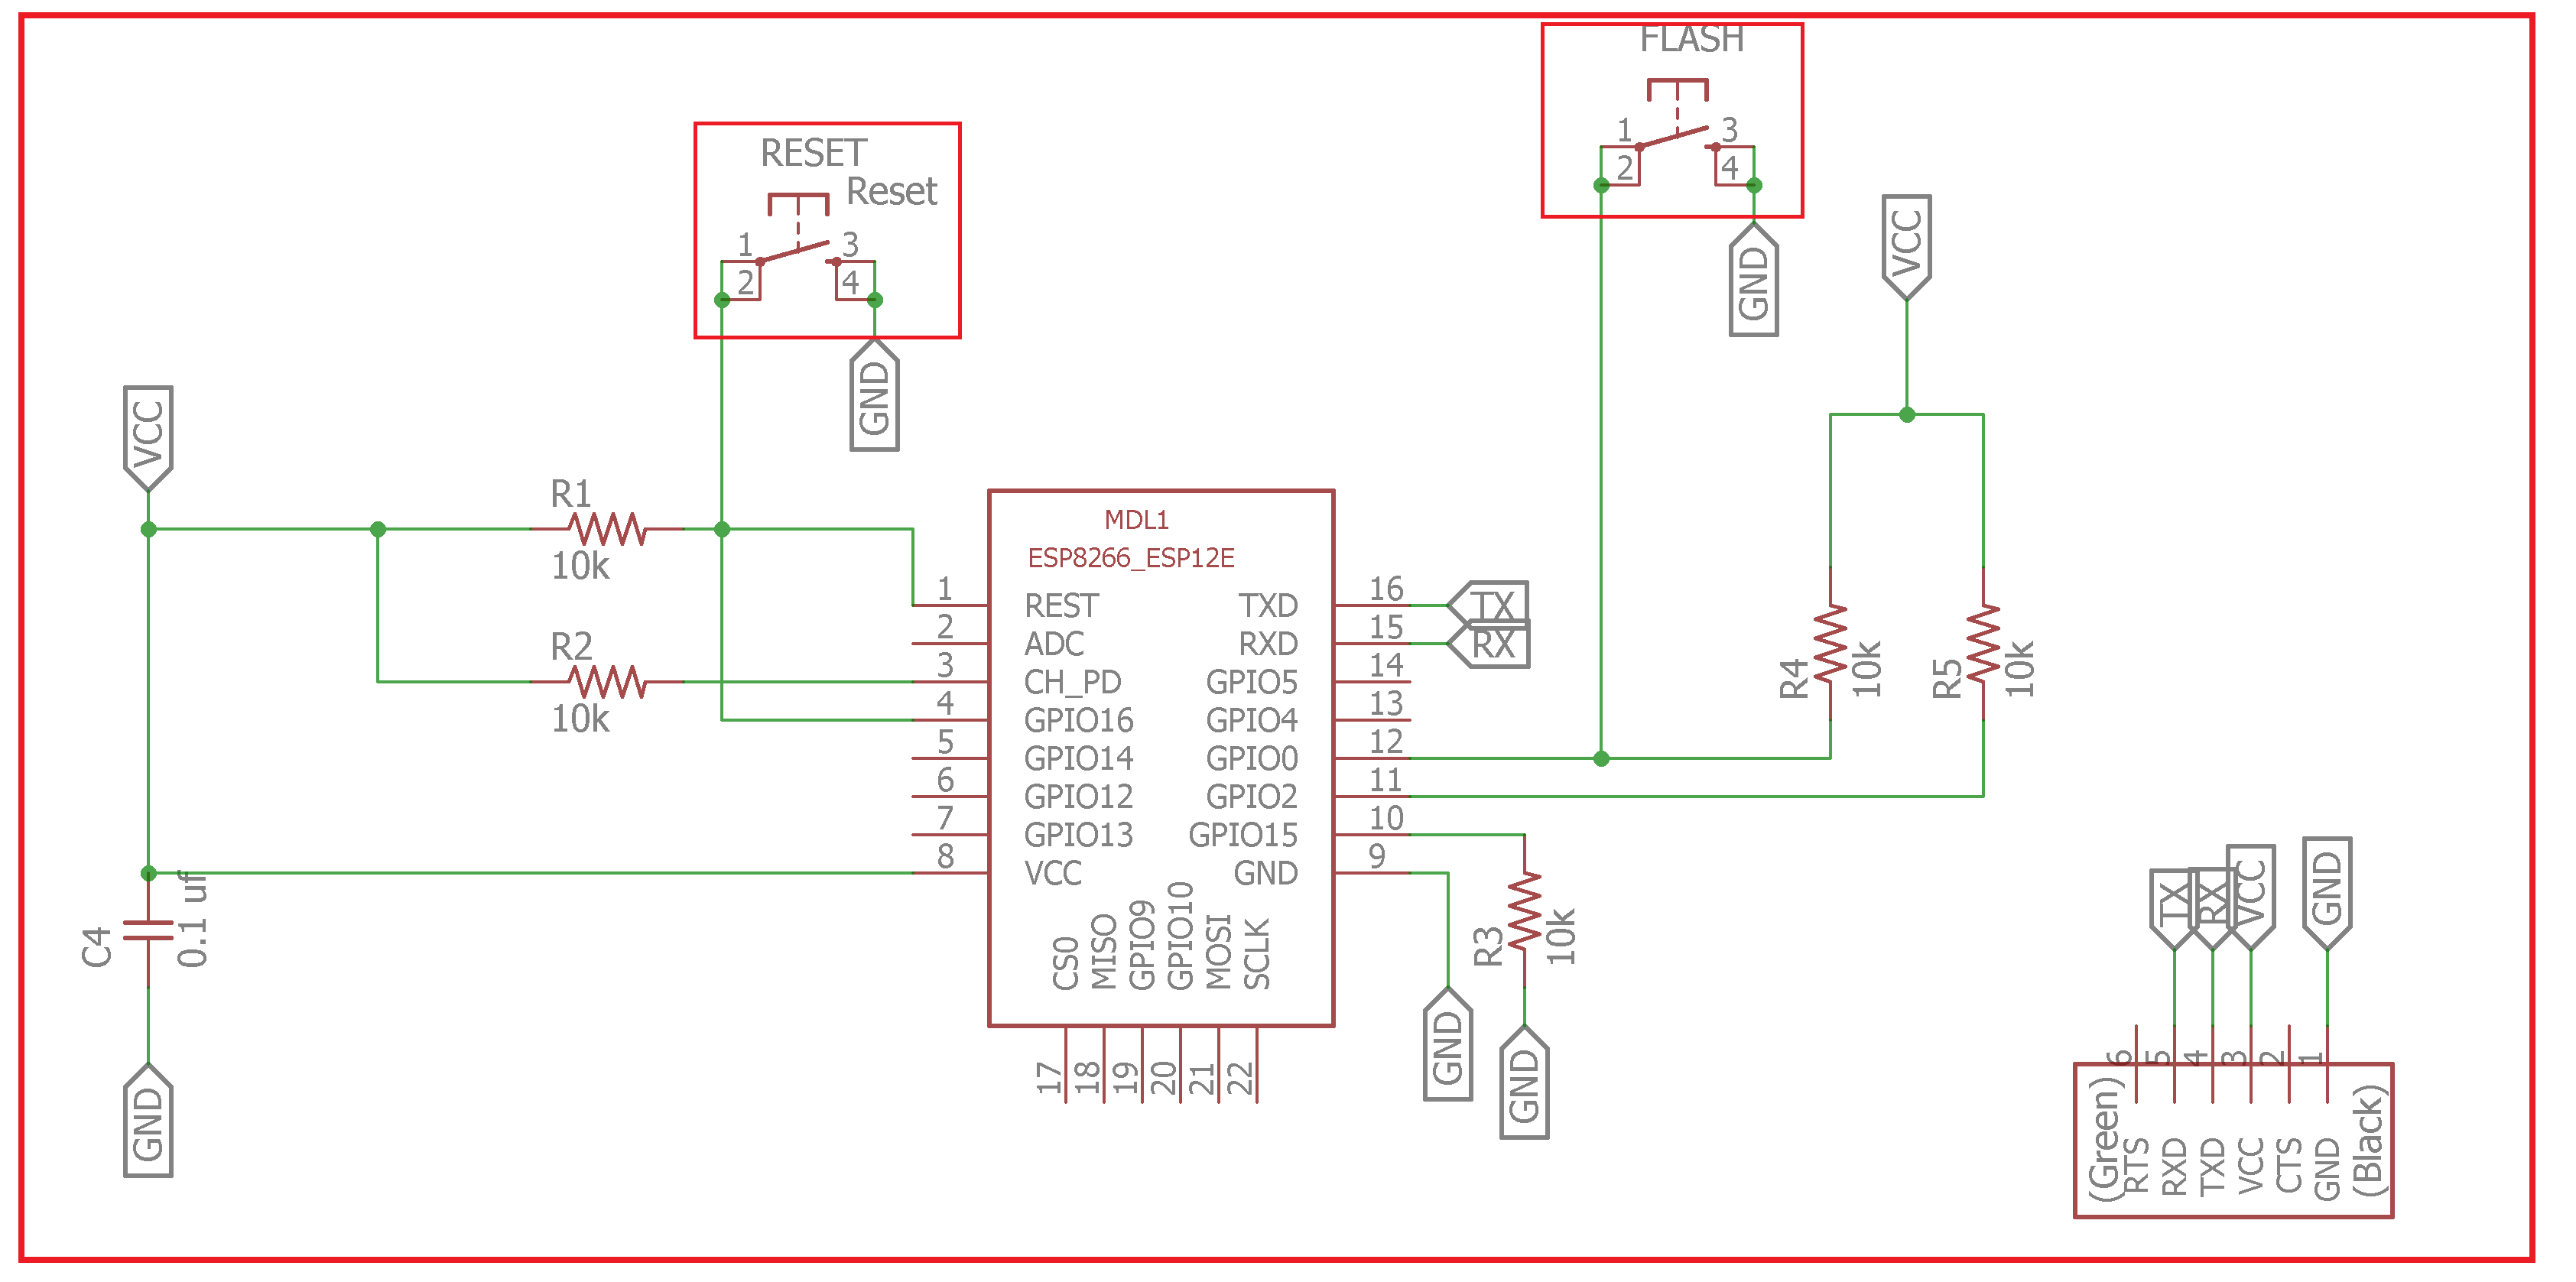 FLASH
1
3
2
4
GND
RESET
Reset
1
3
2
4
GND
VCC
VCC
R1
10k
R2
10k
MDL1
ESP8266_ESP12E
1
REST
2
ADC
3
CH_PD
4
GPIO16
5
GPIO14
6
GPIO12
7
GPIO13
8
VCC
TXD
16
TX
RXD
15
RX
GPIO5
14
GPIO4
13
GPIO0
12
GPIO2
11
GPIO15
10
GND
9
CS0
MISO
GPIO9
GPIO10
MOSI
SCLK
17
18
19
20
21
22
R4
10k
R5
10k
R3
10k
GND
GND
C4
0.1 uf
GND
TX
RX
VCC
GND
6
5
4
3
2
1
(Green)
RTS
RXD
TXD
VCC
CTS
GND
(Black)